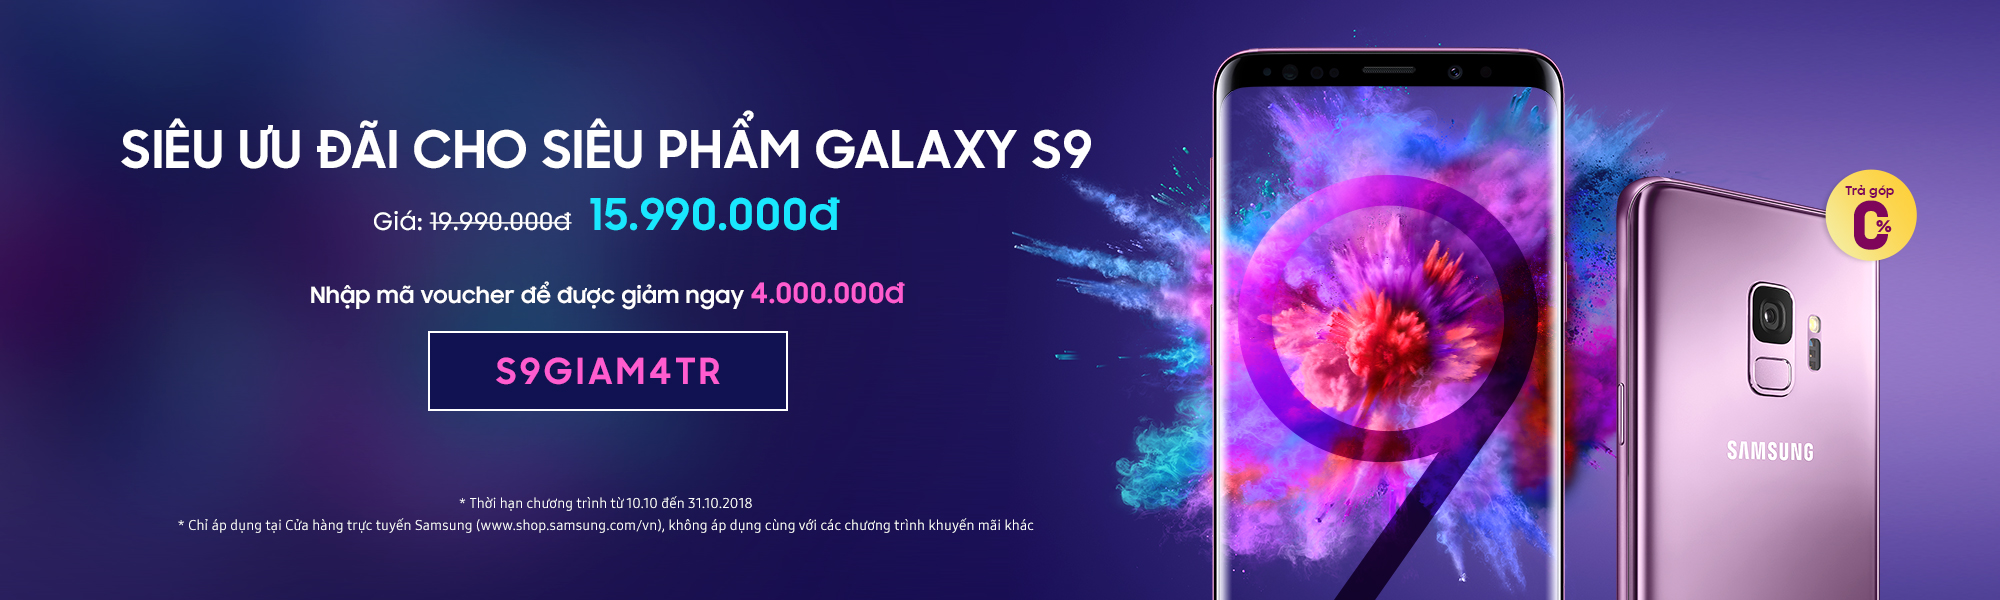 SIÊU ƯU ĐÃI CHO SIÊU PHẨM GALAXY S9
Giá: 19.990.000đ 15.990.000đ
Nhập mã voucher để được giảm ngay 4.000.000đ
S9GIAM4TR
* Thời hạn chương trình từ 10.10 đến 31.10.2018
* Chỉ áp dụng tại Cửa hàng trực tuyến Samsung (www.shop.samsung.com/vn), không áp dụng cùng với các chương trình khuyến mãi khác
9
Trả góp
0%
SAMSUNG